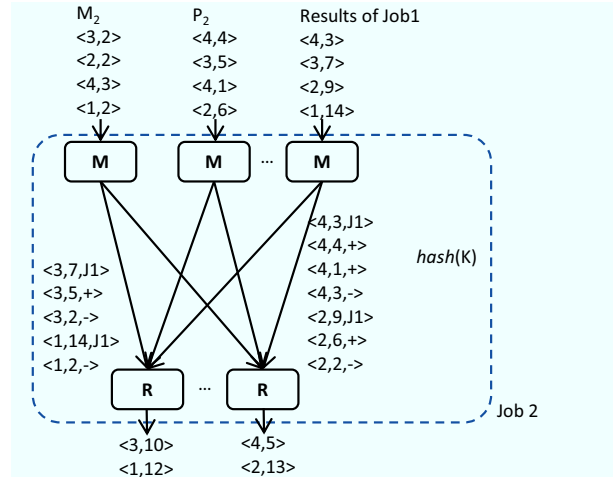 M2
<3,2>
<2,2>
<4,3>
<1,2>
P2
<4,4>
<3,5>
<4,1>
<2,6>
Results of Job1
<4,3>
<3,7>
<2,9>
<1,14>
M
M
...
M
hash(K)
<3,7,J1>
<3,5,+>
<3,2,->
<1,14,J1>
<1,2,->
<4,3,J1>
<4,4,+>
<4,1,+>
<4,3,->
<2,9,J1>
<2,6,+>
<2,2,->
R
...
R
Job 2
<3,10>
<1,12>
<4,5>
<2,13>